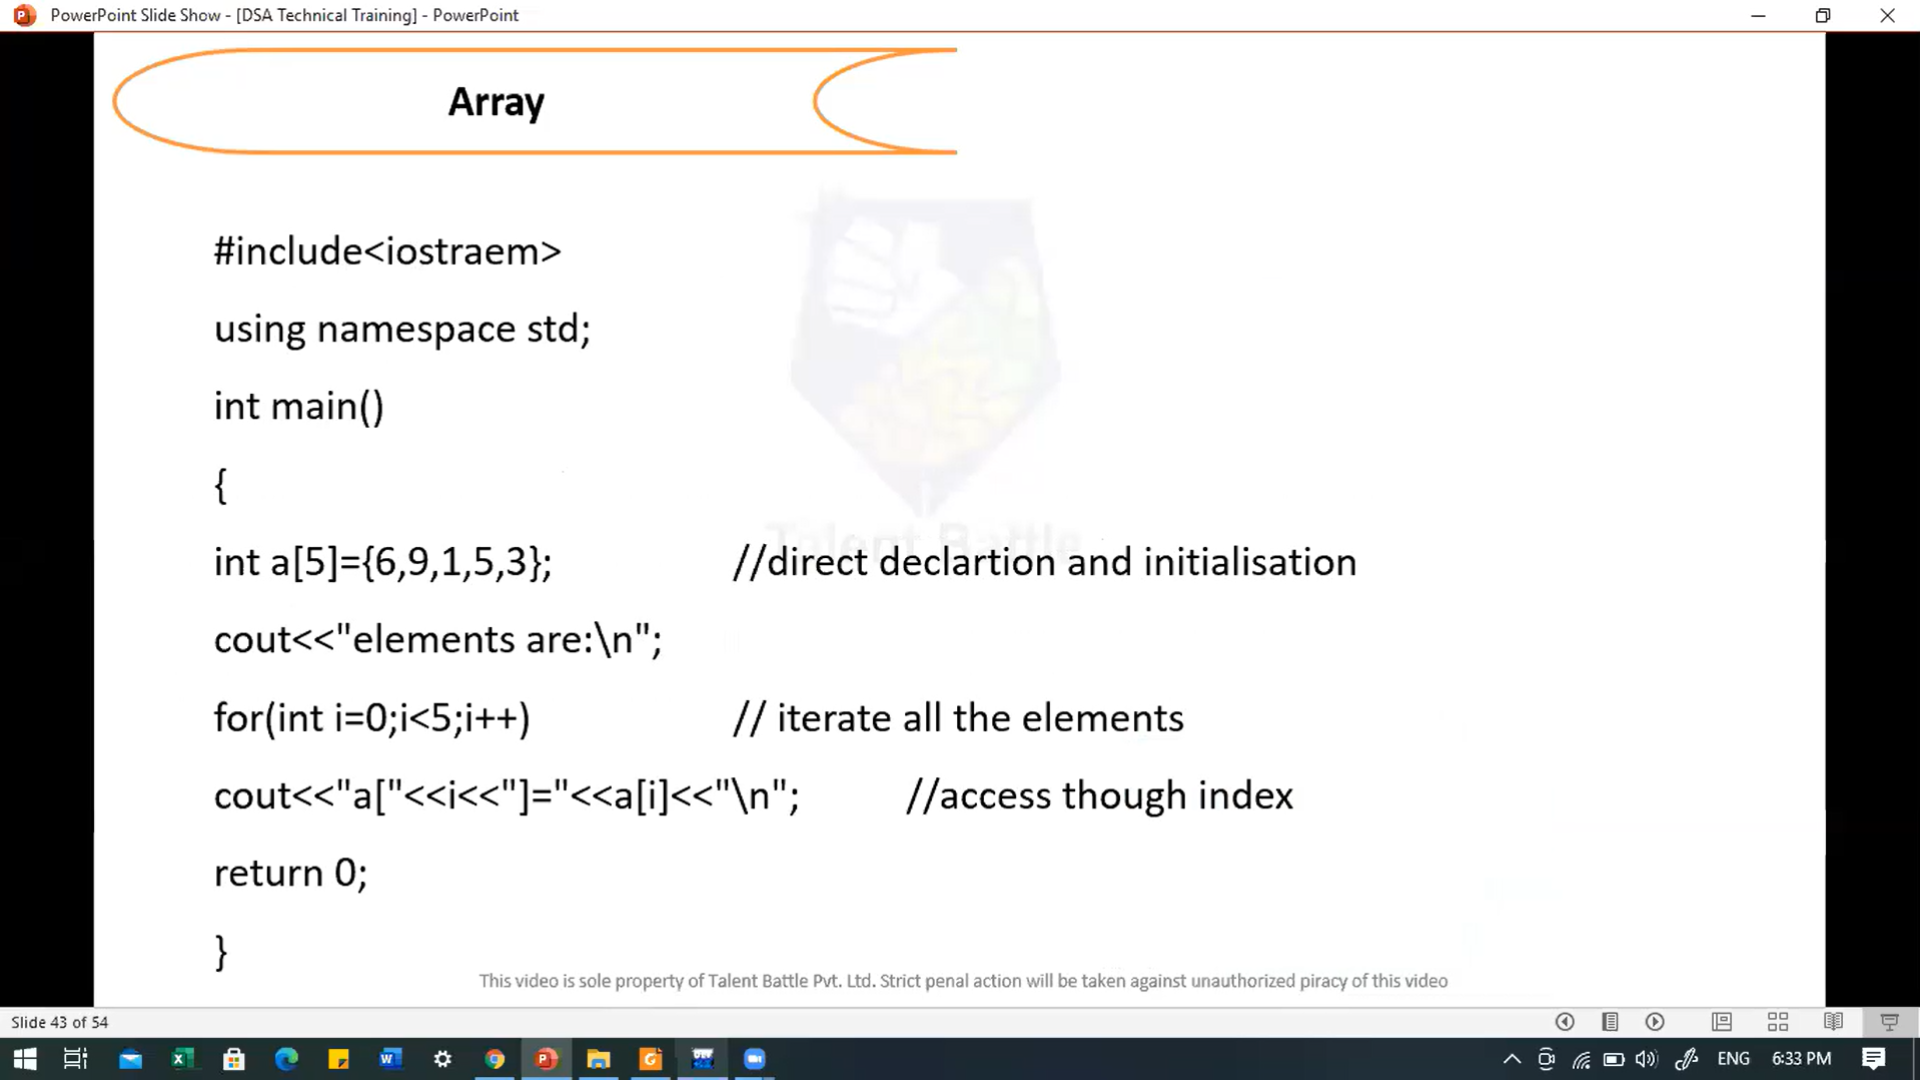 PowerPoint Slide Show - [DSA Technical Training] - PowerPoint
Array
#include<iostraem>
using namespace std;
int main()
{
int a[5]={6,9,1,5,3}; //direct declartion and initialisation
cout<<"elements are:\n";
for(int i=0;i<5;i++) // iterate all the elements
cout<<"a["<<i<<"]="<<a[i]<<"\n"; //access though index
return 0;
}
Talent Battle
This video is sole property of Talent Battle Pvt. Ltd. Strict penal action will be taken against unauthorized piracy of this video
Slide 43 of 54
ENG 6:33 PM